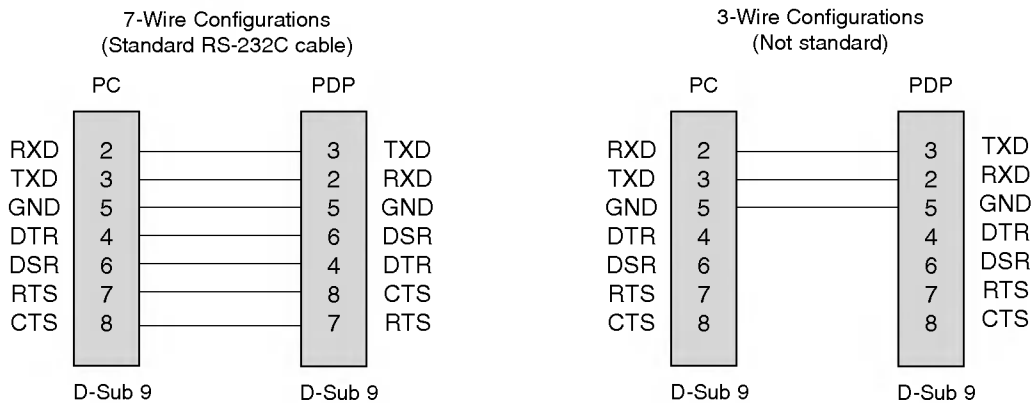 7-Wire Configurations
(Standard RS-232C cable)
PC PDP
RXD 2 3 TXD
TXD 3 2 RXD
GND 5 5 GND
DTR 4 6 DSR
DSR 6 4 DTR
RTS 7 8 CTS
CTS 8 7 RTS
D-Sub 9 D-Sub 9
3-Wire Configurations
(Not standard)
PC PDP
RXD 2 3 TXD
TXD 3 2 RXD
GND 5 5 GND
DTR 4 4 DTR
DSR 6 6 DSR
RTS 7 7 RTS
CTS 8 8 CTS
D-Sub 9 D-Sub 9